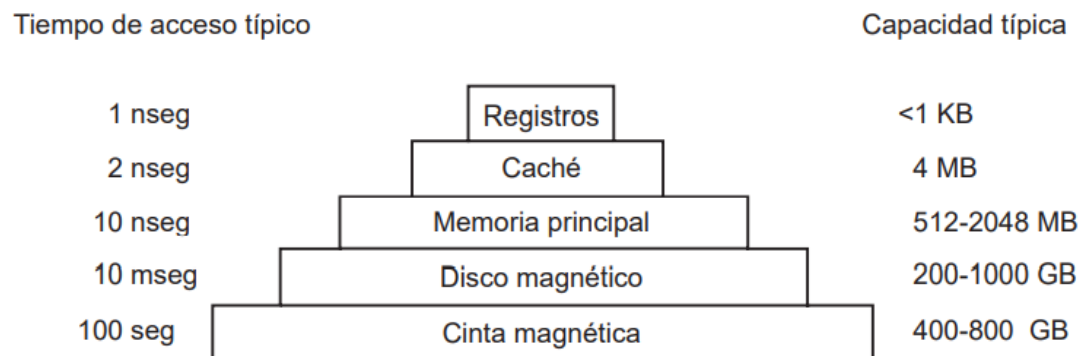 Tiempo de acceso típico Capacidad típica
1 nseg Registros <1 KB
2 nseg Caché 4 MB
10 nseg Memoria principal 512-2048 MB
10 mseg Disco magnético 200-1000 GB
100 seg Cinta magnética 400-800 GB